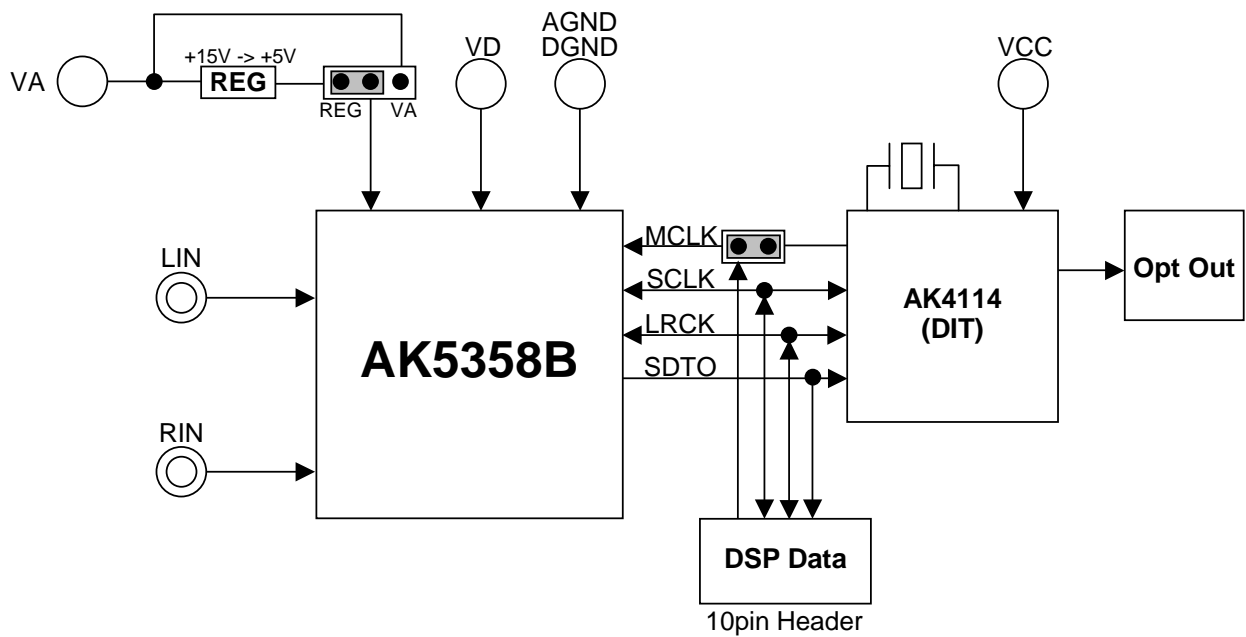 AGND
DGND
VD
VCC
+15V -> +5V
VA
REG
REG
VA
MCLK
LIN
SCLK
AK4114
(DIT)
Opt Out
LRCK
AK5358B
SDTO
RIN
DSP Data
10pin Header